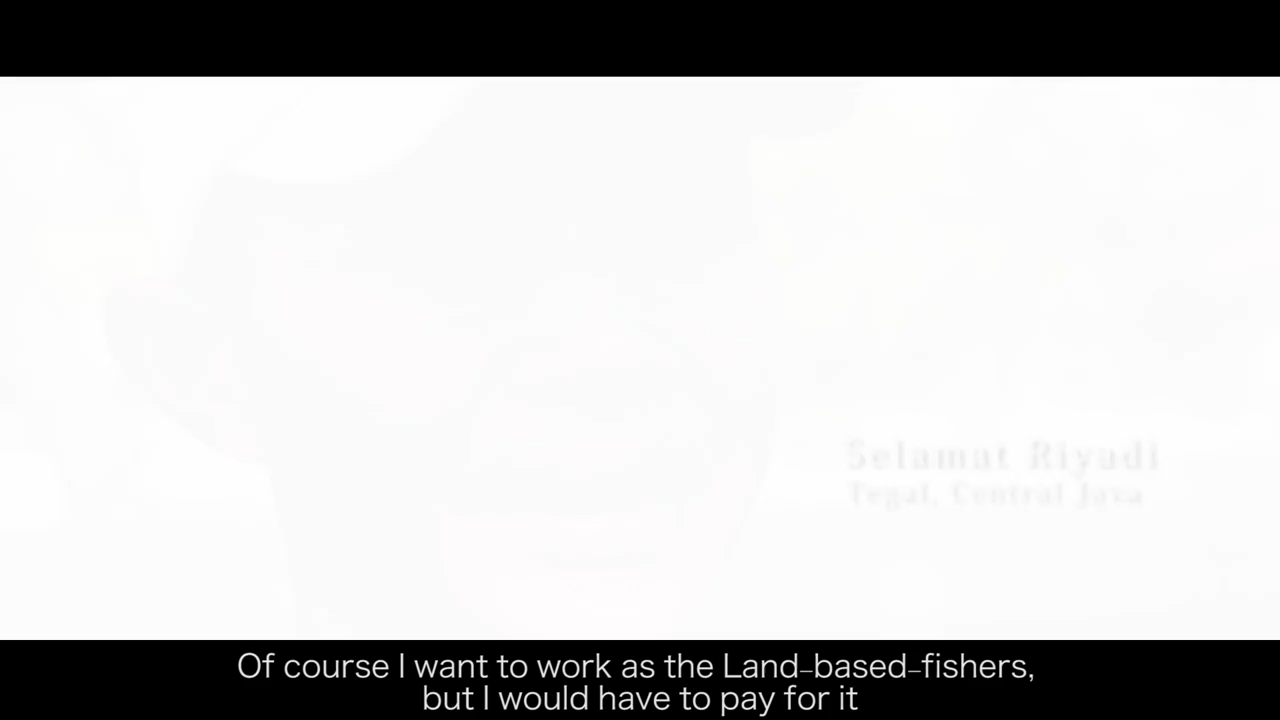 Selamat Riyadi
Tegal, Central Java
Of course I want to work as the Land-based-fishers,
but I would have to pay for it